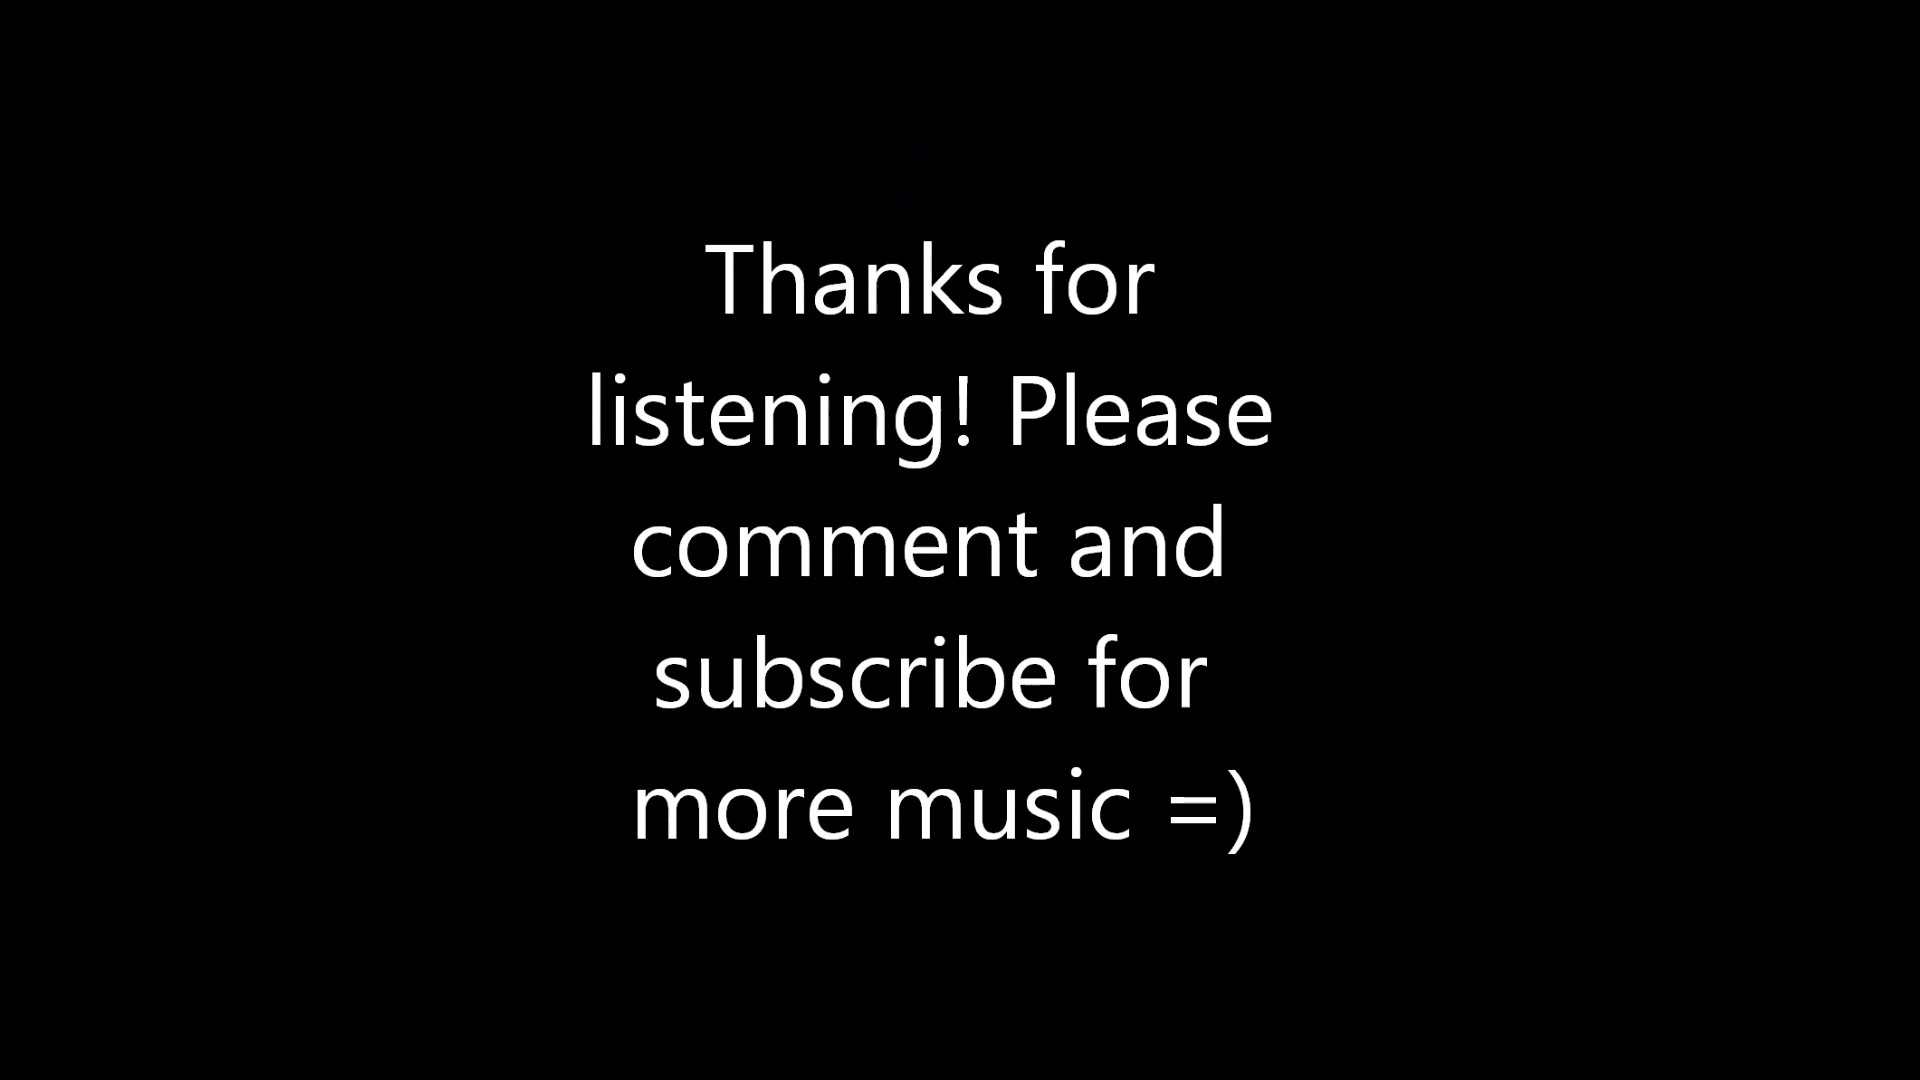 Thanks for
listening! Please
comment and
subscribe for
more music =)